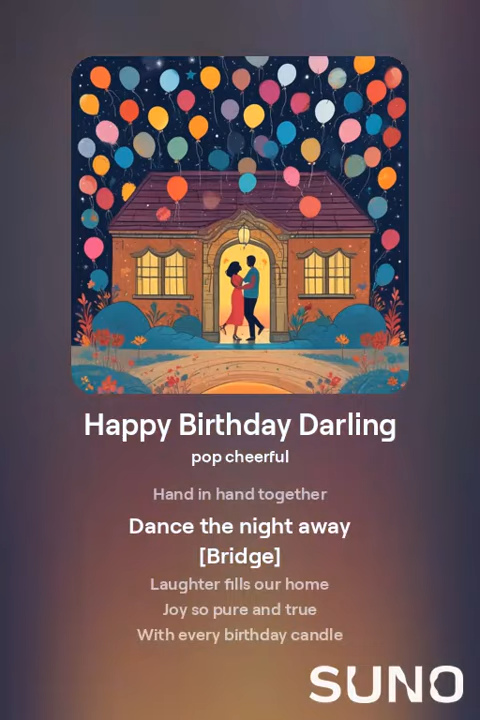 Happy Birthday Darling
pop cheerful
Hand in hand together
Dance the night away
[Bridge]
Laughter fills our home
Joy so pure and true
With every birthday candle
SUNO